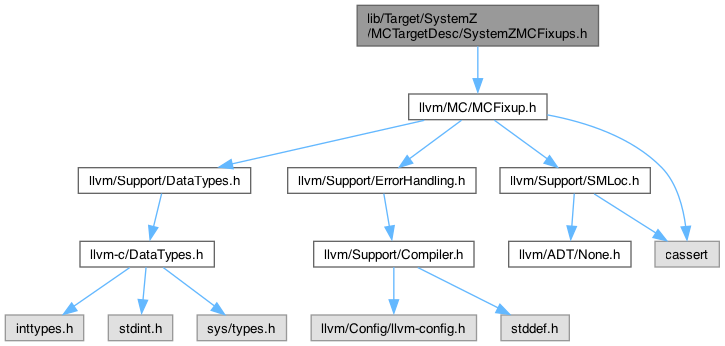 lib/Target/SystemZ
/MCTargetDesc/SystemZMCFixups.h
llvm/MC/MCFixup.h
llvm/Support/DataTypes.h
llvm/Support/ErrorHandling.h
llvm/Support/SMLoc.h
llvm-c/DataTypes.h
llvm/Support/Compiler.h
llvm/ADT/None.h
cassert
inttypes.h
stdint.h
sys/types.h
llvm/Config/llvm-config.h
stddef.h